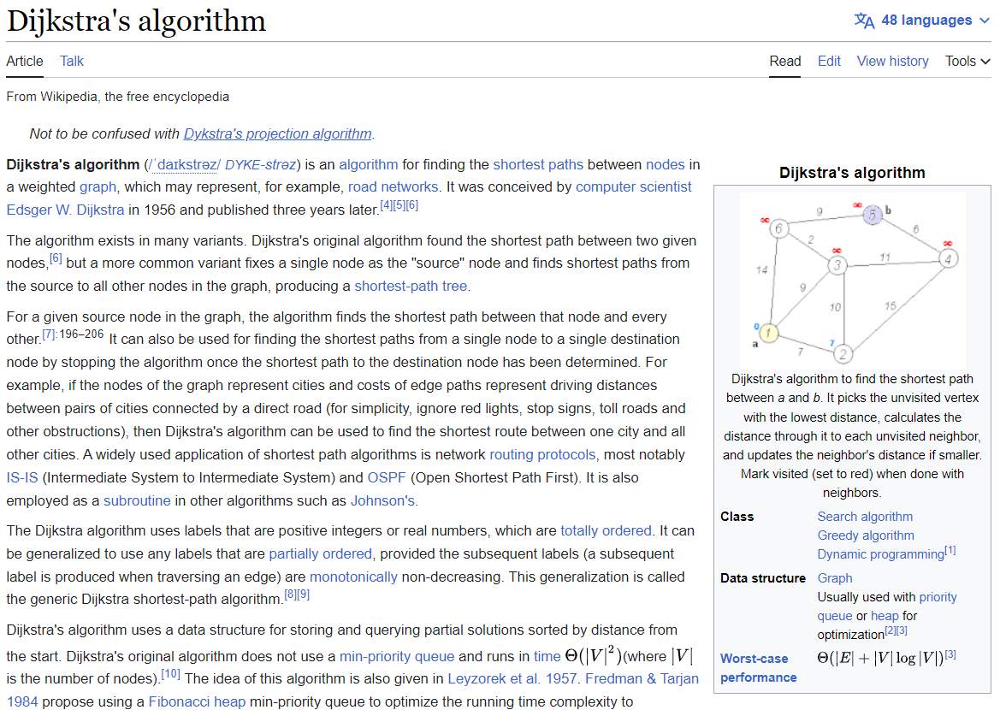 Dijkstra's algorithm
48 languages
Article Talk
Read Edit View history Tools
From Wikipedia, the free encyclopedia
Not to be confused with Dykstra's projection algorithm.
Dijkstra's algorithm (/ˈdaɪkstrəz/ DYKE-strəz) is an algorithm for finding the shortest paths between nodes in
a weighted graph, which may represent, for example, road networks. It was conceived by computer scientist
Edsger W. Dijkstra in 1956 and published three years later.[4][5][6]
The algorithm exists in many variants. Dijkstra's original algorithm found the shortest path between two given
nodes,[6] but a more common variant fixes a single node as the "source" node and finds shortest paths from
the source to all other nodes in the graph, producing a shortest-path tree.
For a given source node in the graph, the algorithm finds the shortest path between that node and every
other.[7]:196–206 It can also be used for finding the shortest paths from a single node to a single destination
node by stopping the algorithm once the shortest path to the destination node has been determined. For
example, if the nodes of the graph represent cities and costs of edge paths represent driving distances
between pairs of cities connected by a direct road (for simplicity, ignore red lights, stop signs, toll roads and
other obstructions), then Dijkstra's algorithm can be used to find the shortest route between one city and all
other cities. A widely used application of shortest path algorithms is network routing protocols, most notably
IS-IS (Intermediate System to Intermediate System) and OSPF (Open Shortest Path First). It is also
employed as a subroutine in other algorithms such as Johnson's.
The Dijkstra algorithm uses labels that are positive integers or real numbers, which are totally ordered. It can
be generalized to use any labels that are partially ordered, provided the subsequent labels (a subsequent
label is produced when traversing an edge) are monotonically non-decreasing. This generalization is called
the generic Dijkstra shortest-path algorithm.[8][9]
Dijkstra's algorithm uses a data structure for storing and querying partial solutions sorted by distance from
the start. Dijkstra's original algorithm does not use a min-priority queue and runs in time Θ(|V|²)(where |V|
is the number of nodes).[10] The idea of this algorithm is also given in Leyzorek et al. 1957. Fredman & Tarjan
1984 propose using a Fibonacci heap min-priority queue to optimize the running time complexity to
Dijkstra's algorithm
9 ∞ 5 b
∞ 6
2 6
∞ 3 11 ∞ 4
14 9
10 15
0 1 a
7 7 2
Dijkstra's algorithm to find the shortest path
between a and b. It picks the unvisited vertex
with the lowest distance, calculates the
distance through it to each unvisited neighbor,
and updates the neighbor's distance if smaller.
Mark visited (set to red) when done with
neighbors.
Class Search algorithm
Greedy algorithm
Dynamic programming[1]
Data structure Graph
Usually used with priority
queue or heap for
optimization[2][3]
Worst-case Θ(|E| + |V| log |V|)[3]
performance